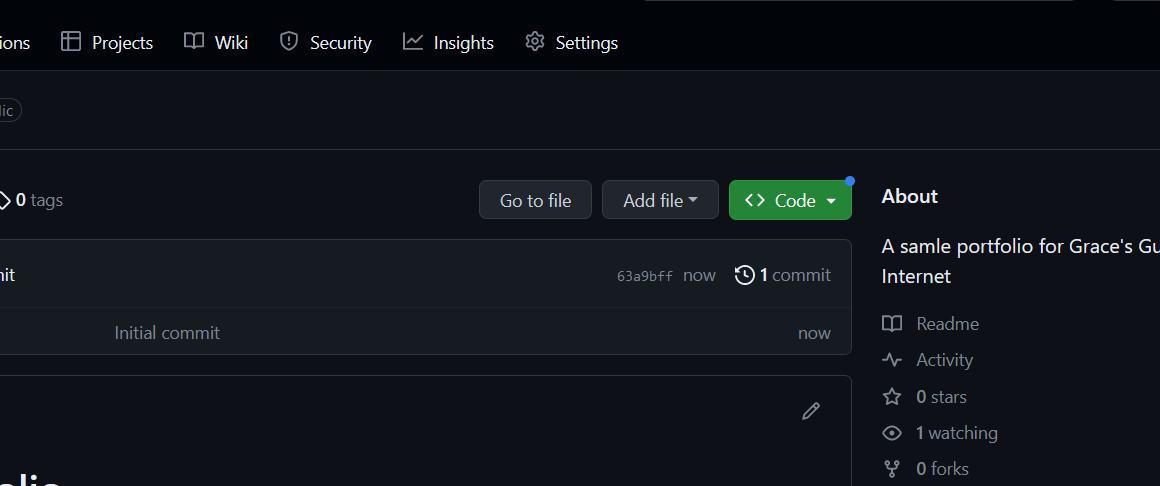 ions Projects Wiki Security Insights Settings
lic
0 tags Go to file Add file Code About
A samle portfolio for Grace's Gu
Internet
nit 63a9bff now 1 commit
Initial commit now
Readme
Activity
0 stars
1 watching
0 forks